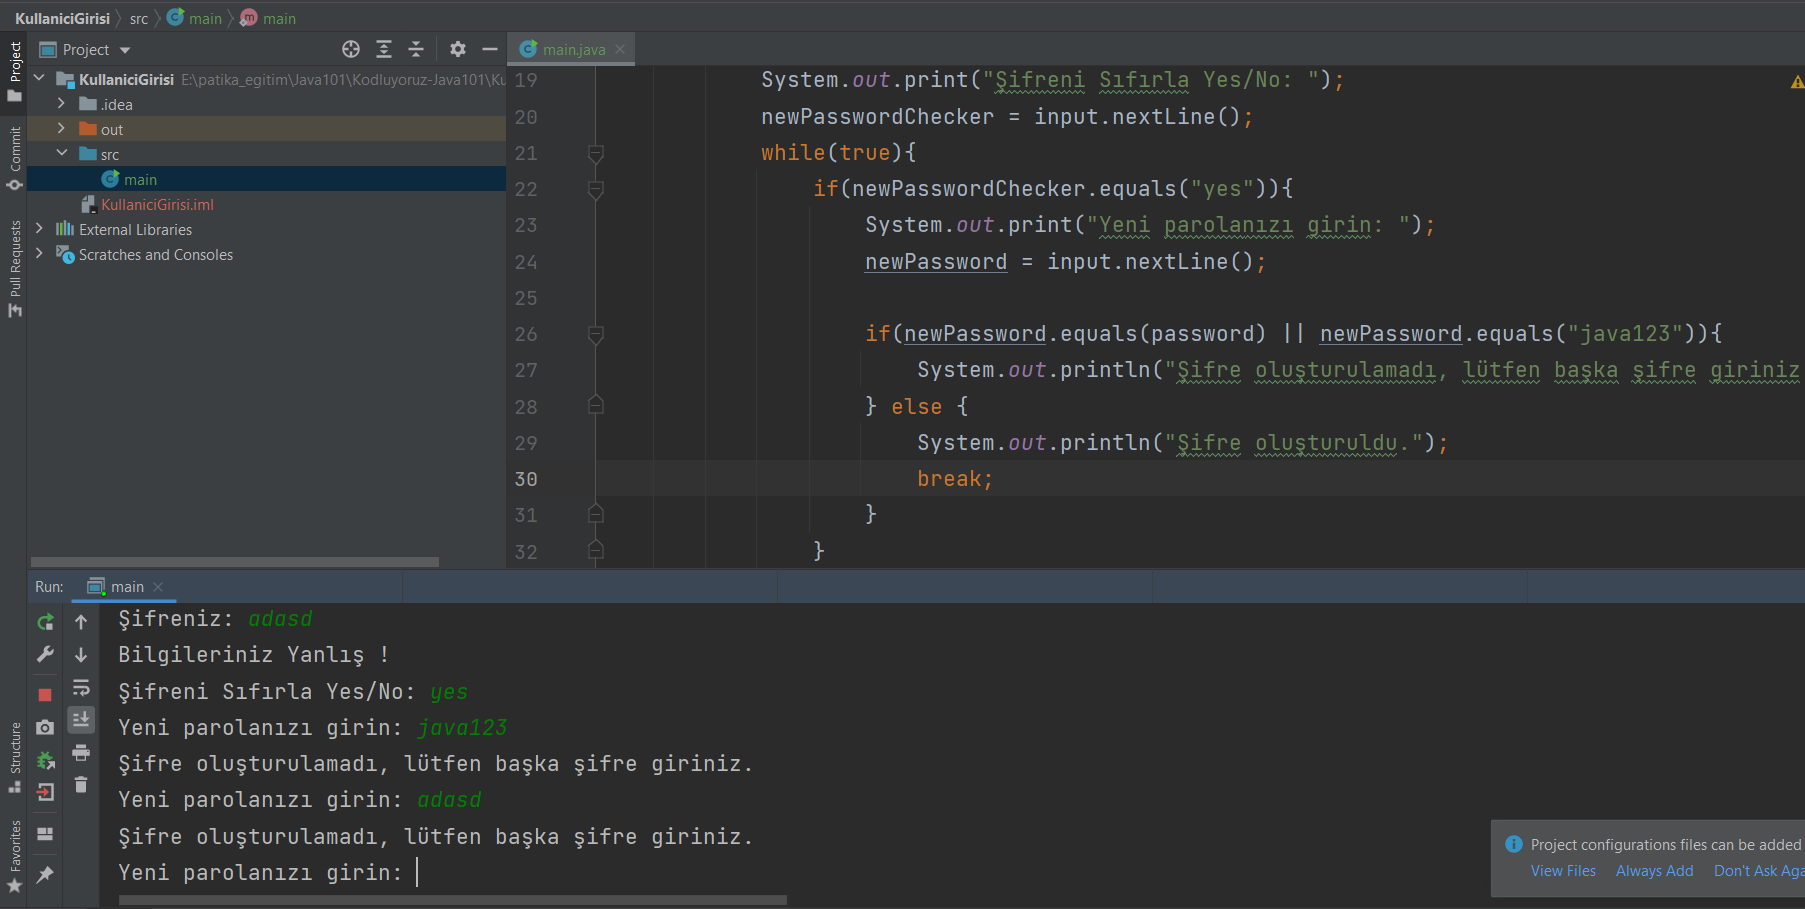 KullaniciGirisi src main main
Project
main.java
KullaniciGirisi E:\patika_egitim\Java101\Kodluyoruz-Java101\Ku
.idea
out
src
main
KullaniciGirisi.iml
External Libraries
Scratches and Consoles
Project
Commit
Pull Requests
Structure
Favorites
19 System.out.print("Şifreni Sıfırla Yes/No: ");
20 newPasswordChecker = input.nextLine();
21 while(true){
22 if(newPasswordChecker.equals("yes")){
23 System.out.print("Yeni parolanızı girin: ");
24 newPassword = input.nextLine();
25
26 if(newPassword.equals(password) || newPassword.equals("java123")){
27 System.out.println("Şifre oluşturulamadı, lütfen başka şifre giriniz
28 } else {
29 System.out.println("Şifre oluşturuldu.");
30 break;
31 }
32 }
Run: main
Şifreniz: adasd
Bilgileriniz Yanlış !
Şifreni Sıfırla Yes/No: yes
Yeni parolanızı girin: java123
Şifre oluşturulamadı, lütfen başka şifre giriniz.
Yeni parolanızı girin: adasd
Şifre oluşturulamadı, lütfen başka şifre giriniz.
Yeni parolanızı girin:
Project configurations files can be added
View Files Always Add Don't Ask Aga